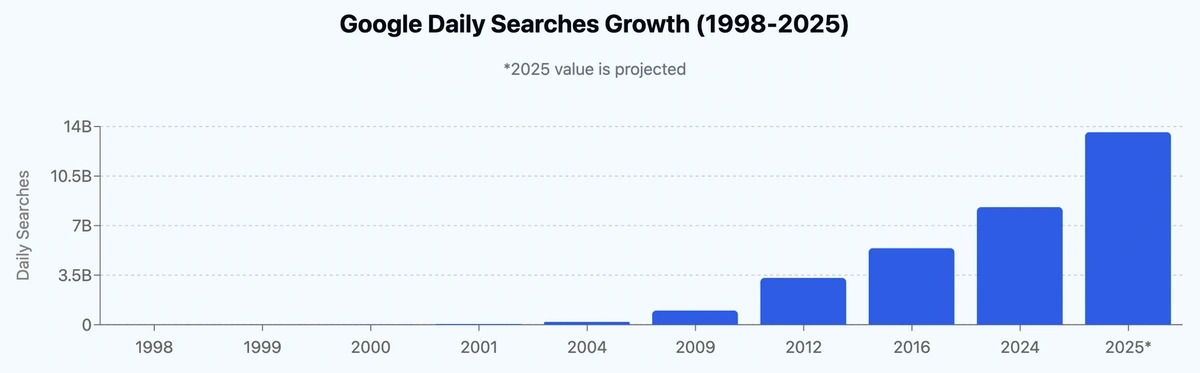 Google Daily Searches Growth (1998-2025)
*2025 value is projected
14B
10.5B
7B
3.5B
0
Daily Searches
1998 1999 2000 2001 2004 2009 2012 2016 2024 2025*